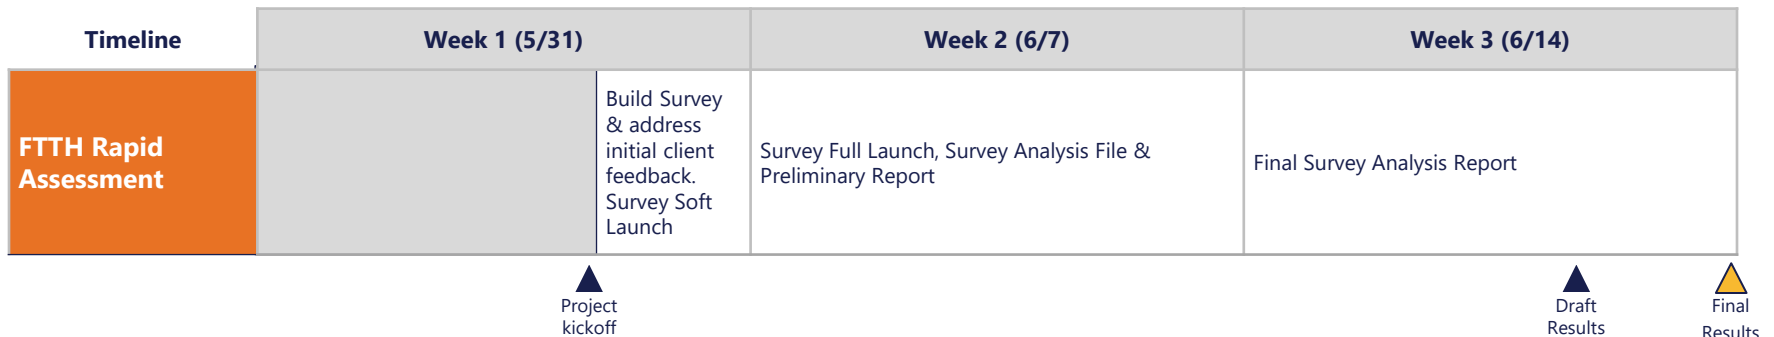 Timeline
Week 1 (5/31)
Week 2 (6/7)
Week 3 (6/14)
FTTH Rapid
Assessment
Build Survey
& address
initial client
feedback.
Survey Soft
Launch
Survey Full Launch, Survey Analysis File &
Preliminary Report
Final Survey Analysis Report
Project
kickoff
Draft
Results
Final
Results